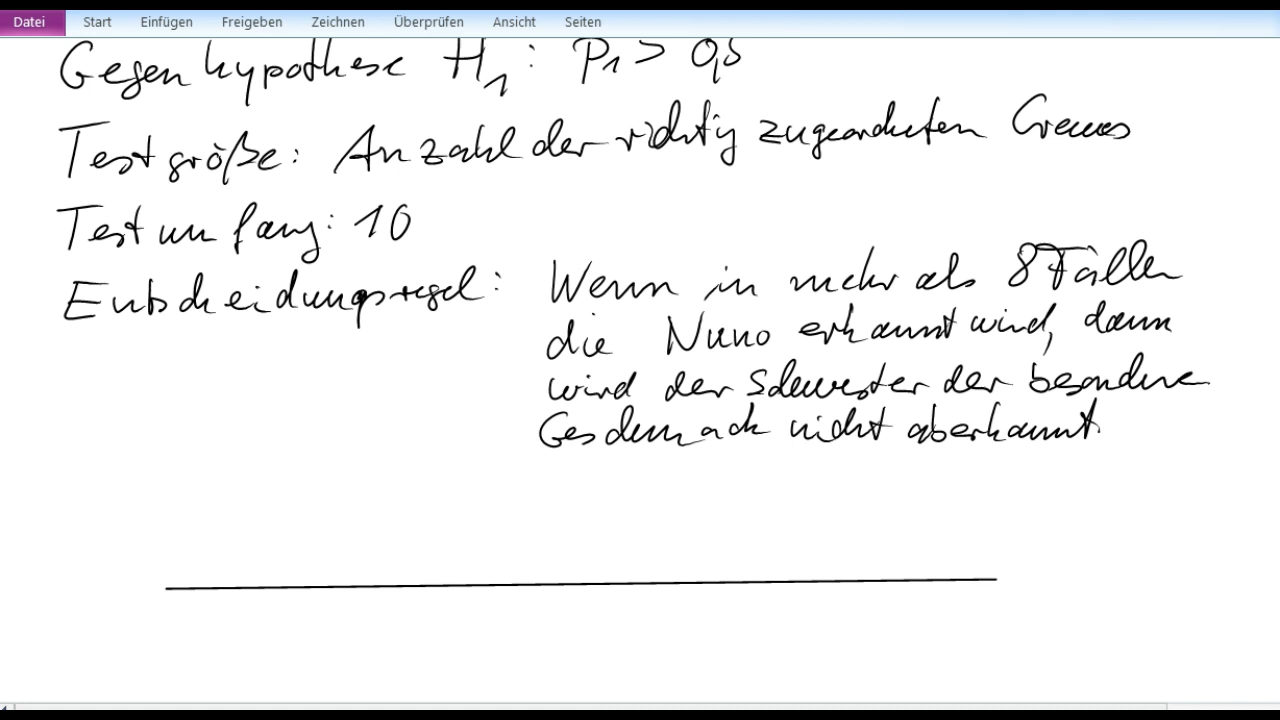 Datei Start Einfügen Freigeben Zeichnen Überprüfen Ansicht Seiten
Gegenhypothese H₁: P₁ > 0,5
Testgröße: Anzahl der richtig zugeordneten Cremes
Testumfang: 10
Entscheidungsregel: Wenn in mehr als 8 Fällen
die Nuno erkannt wird, dann
wird der Schwester der besondere
Geschmack nicht aberkannt.